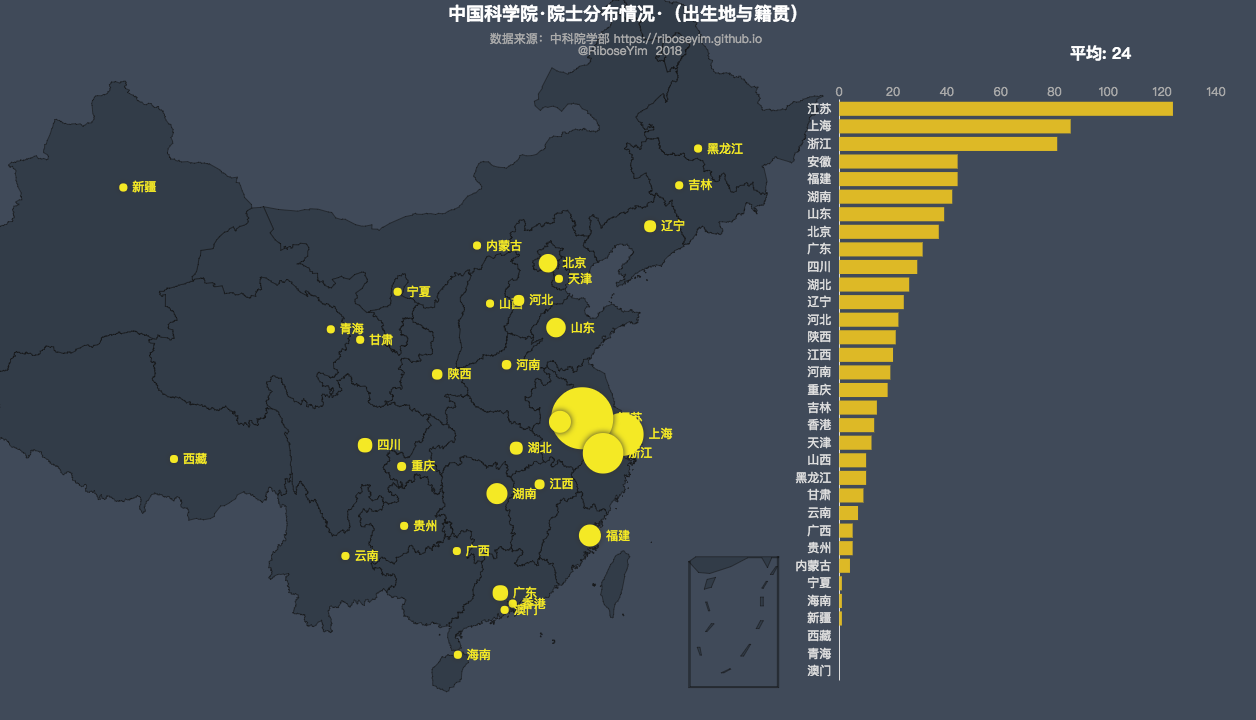 中国科学院·院士分布情况·（出生地与籍贯）
数据来源：中科院学部 https://riboseyim.github.io
@RiboseYim 2018
平均: 24
0 20 40 60 80 100 120 140
江苏
上海
浙江
安徽
福建
湖南
山东
北京
广东
四川
湖北
辽宁
河北
陕西
江西
河南
重庆
吉林
香港
天津
山西
黑龙江
甘肃
云南
广西
贵州
内蒙古
宁夏
海南
新疆
西藏
青海
澳门
黑龙江
吉林
新疆
辽宁
内蒙古
北京
天津
宁夏
山西
河北
青海
山东
甘肃
河南
陕西
江苏
上海
四川
湖北
浙江
西藏
重庆
江西
湖南
贵州
福建
广西
云南
广东
香港
澳门
海南